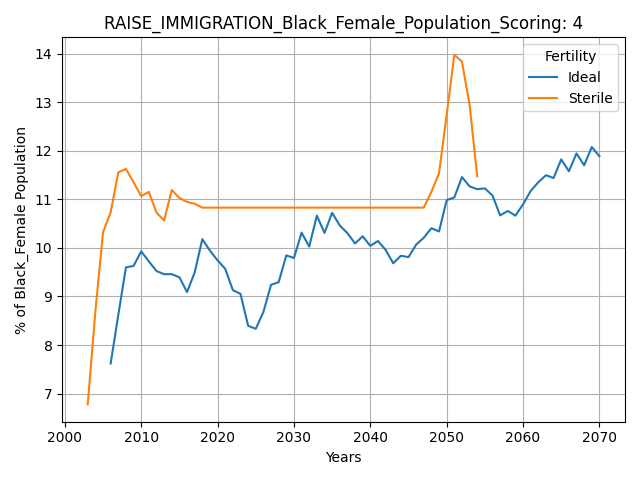 RAISE_IMMIGRATION_Black_Female_Population_Scoring: 4
% of Black_Female Population
14
13
12
11
10
9
8
7
Fertility
Ideal
Sterile
2000 2010 2020 2030 2040 2050 2060 2070
Years